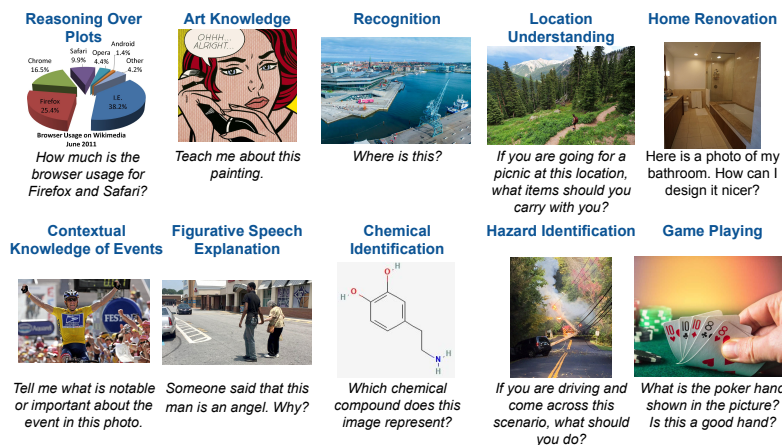 Reasoning Over
Plots
Art Knowledge
Recognition
Location
Understanding
Home Renovation
Chrome
16.5%
Safari
9.9%
Opera
4.4%
Android
1.4%
Other
4.2%
Firefox
25.4%
I.E.
38.2%
Browser Usage on Wikimedia
June 2011
OHHH...
ALRIGHT...
How much is the
browser usage for
Firefox and Safari?
Teach me about this
painting.
Where is this?
If you are going for a
picnic at this location,
what items should you
carry with you?
Here is a photo of my
bathroom. How can I
design it nicer?
Contextual
Knowledge of Events
Figurative Speech
Explanation
Chemical
Identification
Hazard Identification
Game Playing
FES
H
O
H
O
N
H
H
10
10
10
8
8
Tell me what is notable
or important about the
event in this photo.
Someone said that this
man is an angel. Why?
Which chemical
compound does this
image represent?
If you are driving and
come across this
scenario, what should
you do?
What is the poker hand
shown in the picture?
Is this a good hand?